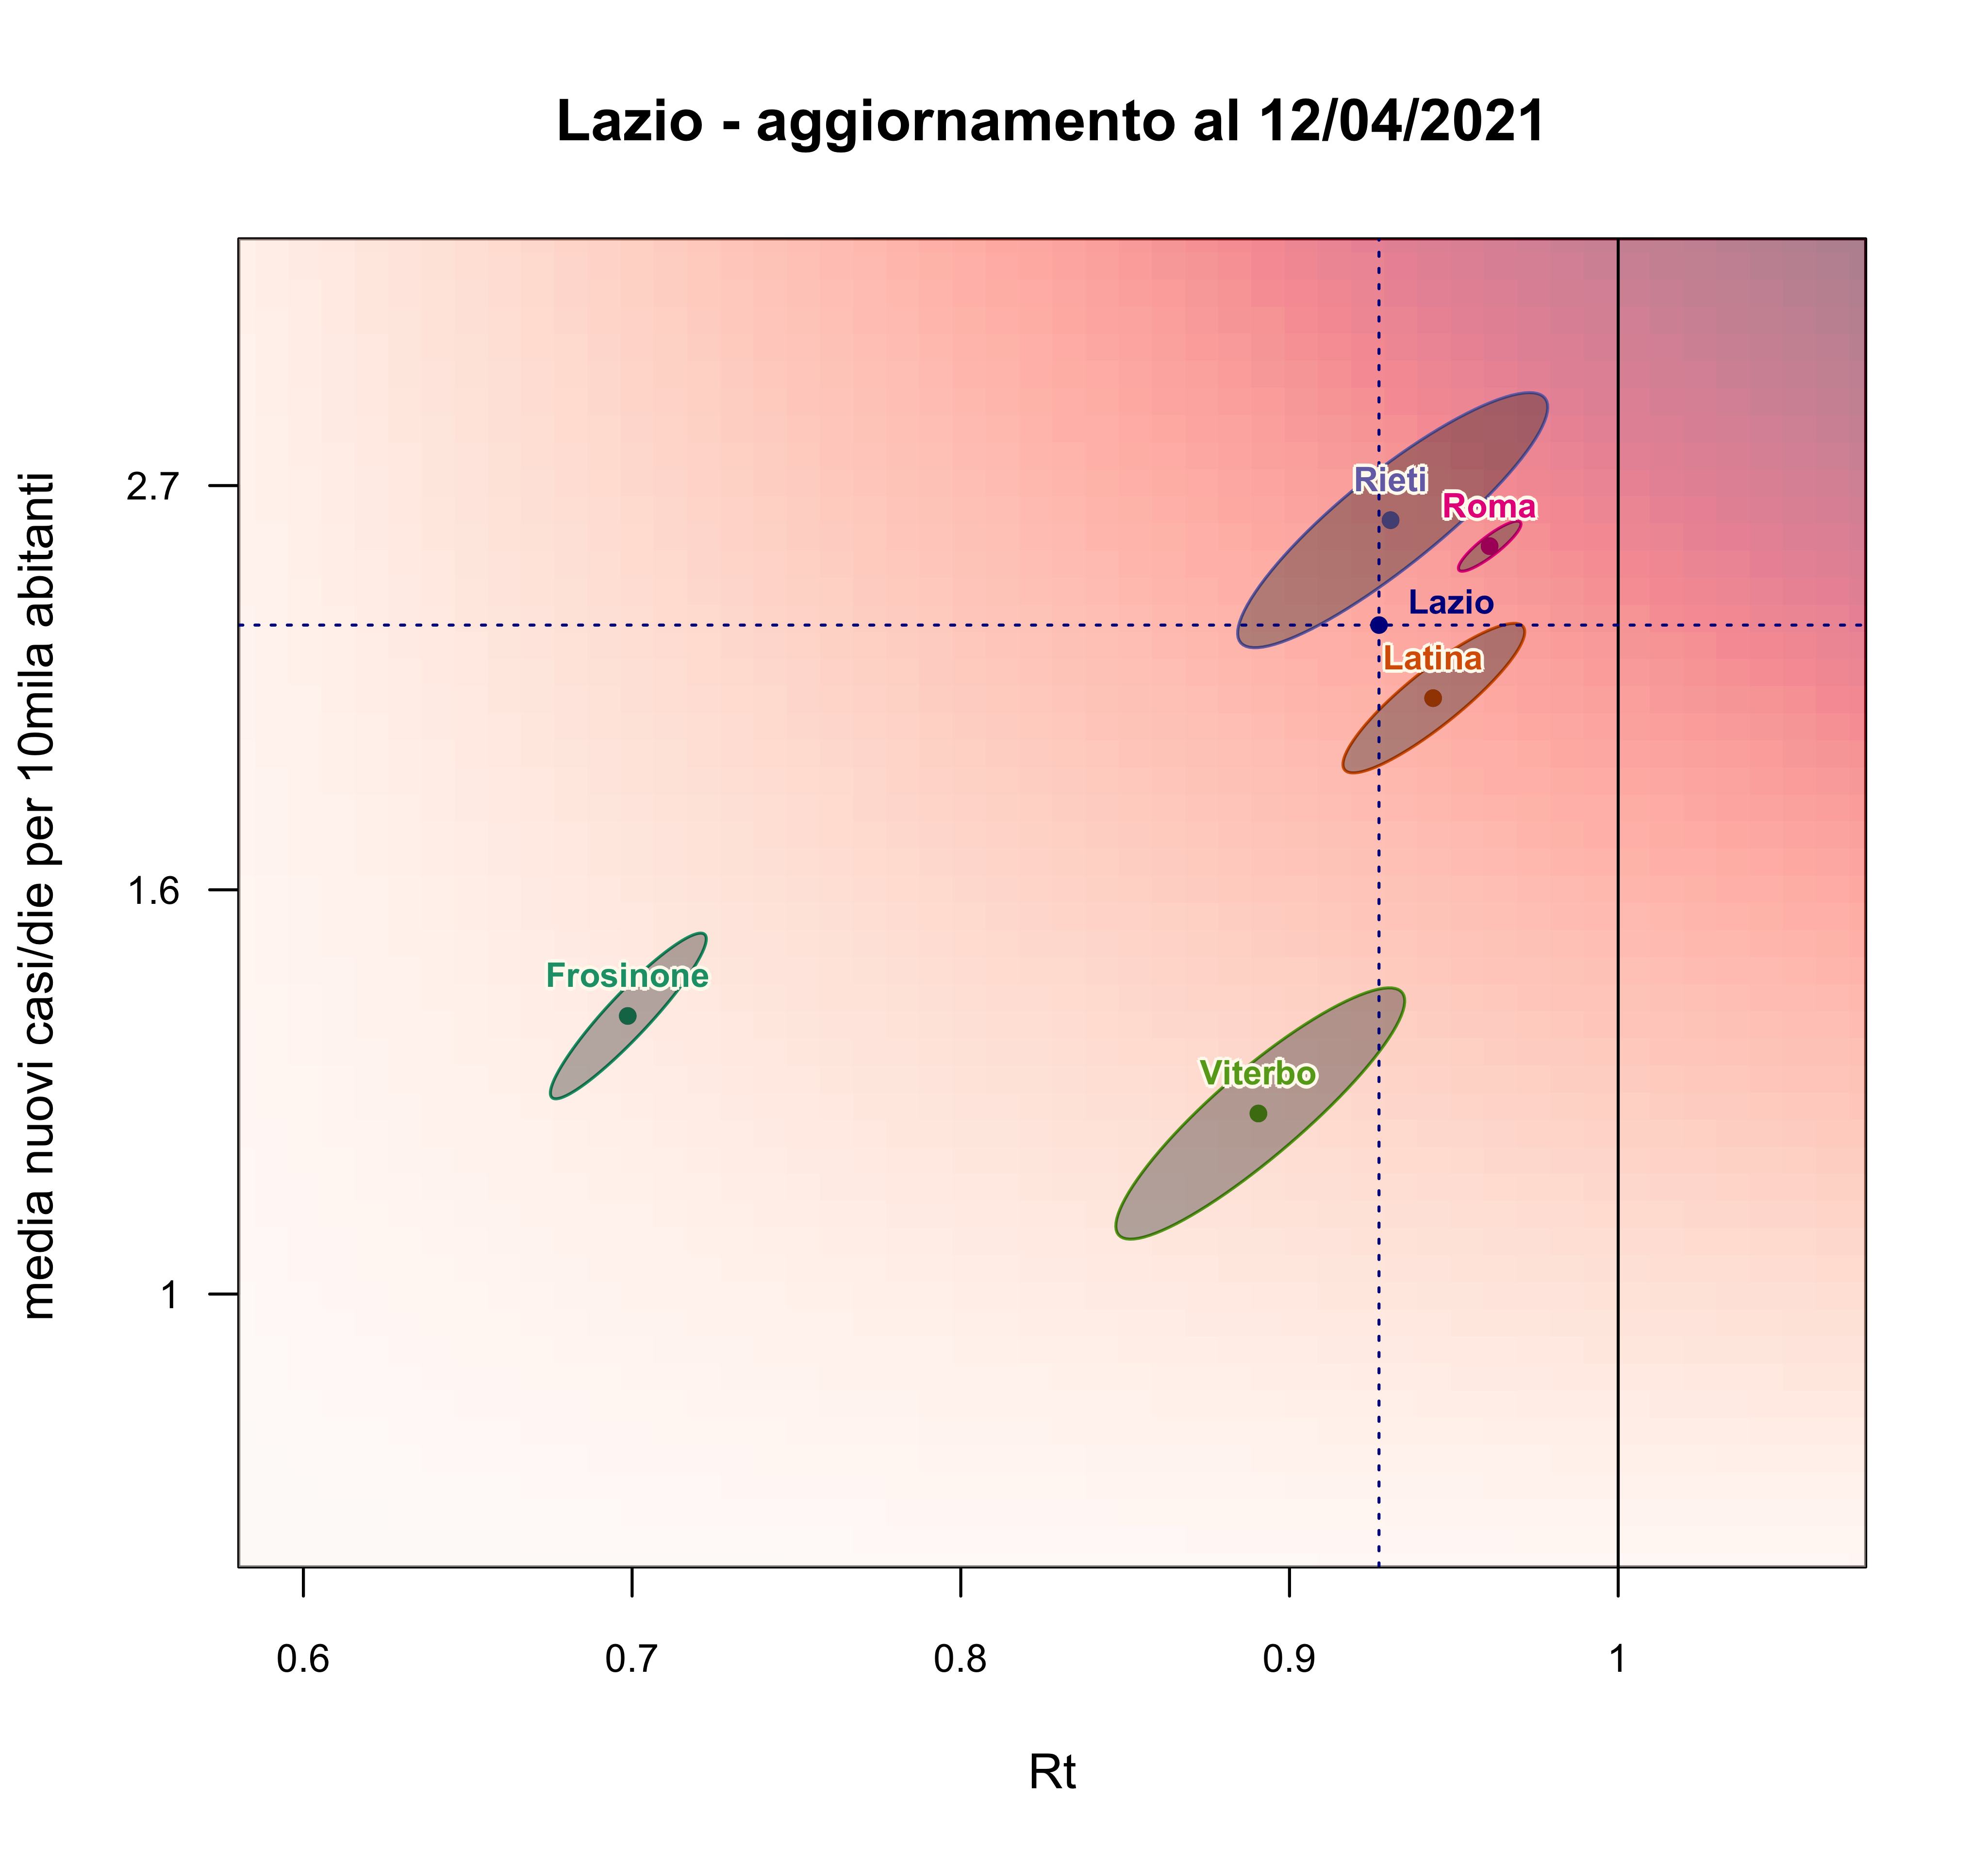 Lazio - aggiornamento al 12/04/2021
media nuovi casi/die per 10mila abitanti
2.7
1.6
1
Rieti
Roma
Lazio
Latina
Frosinone
Viterbo
0.6 0.7 0.8 0.9 1
Rt